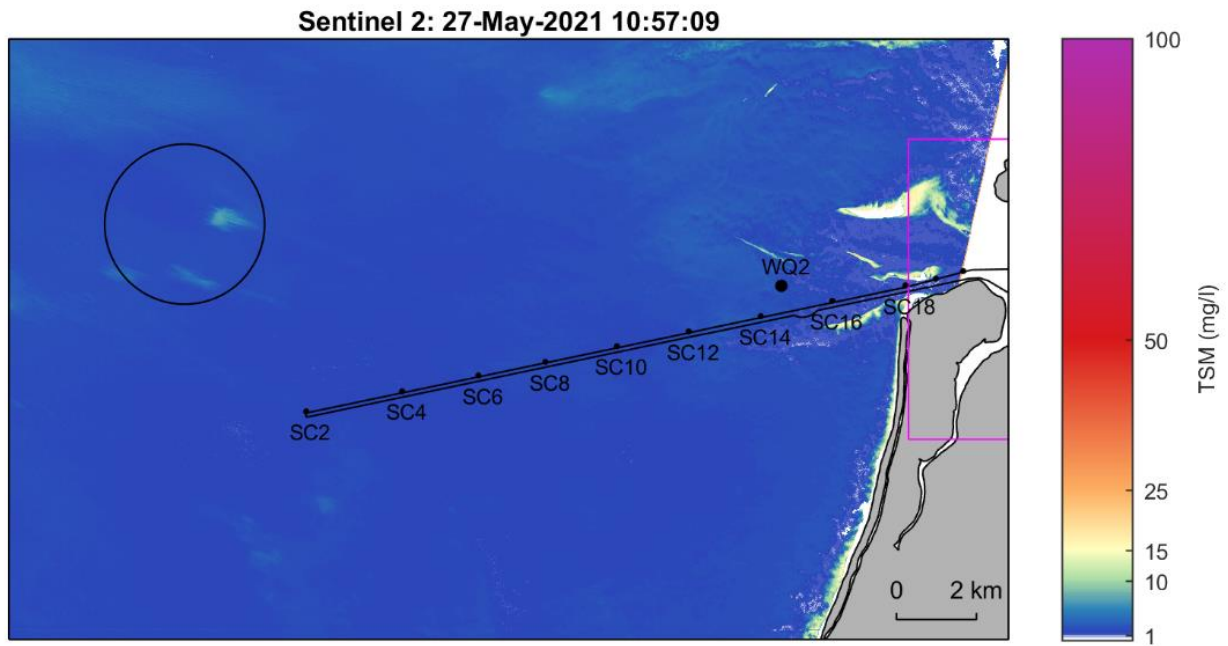 Sentinel 2: 27-May-2021 10:57:09
WQ2
SC18
SC16
SC14
SC12
SC10
SC8
SC6
SC4
SC2
0 2 km
100
50
25
15
10
1
TSM (mg/l)